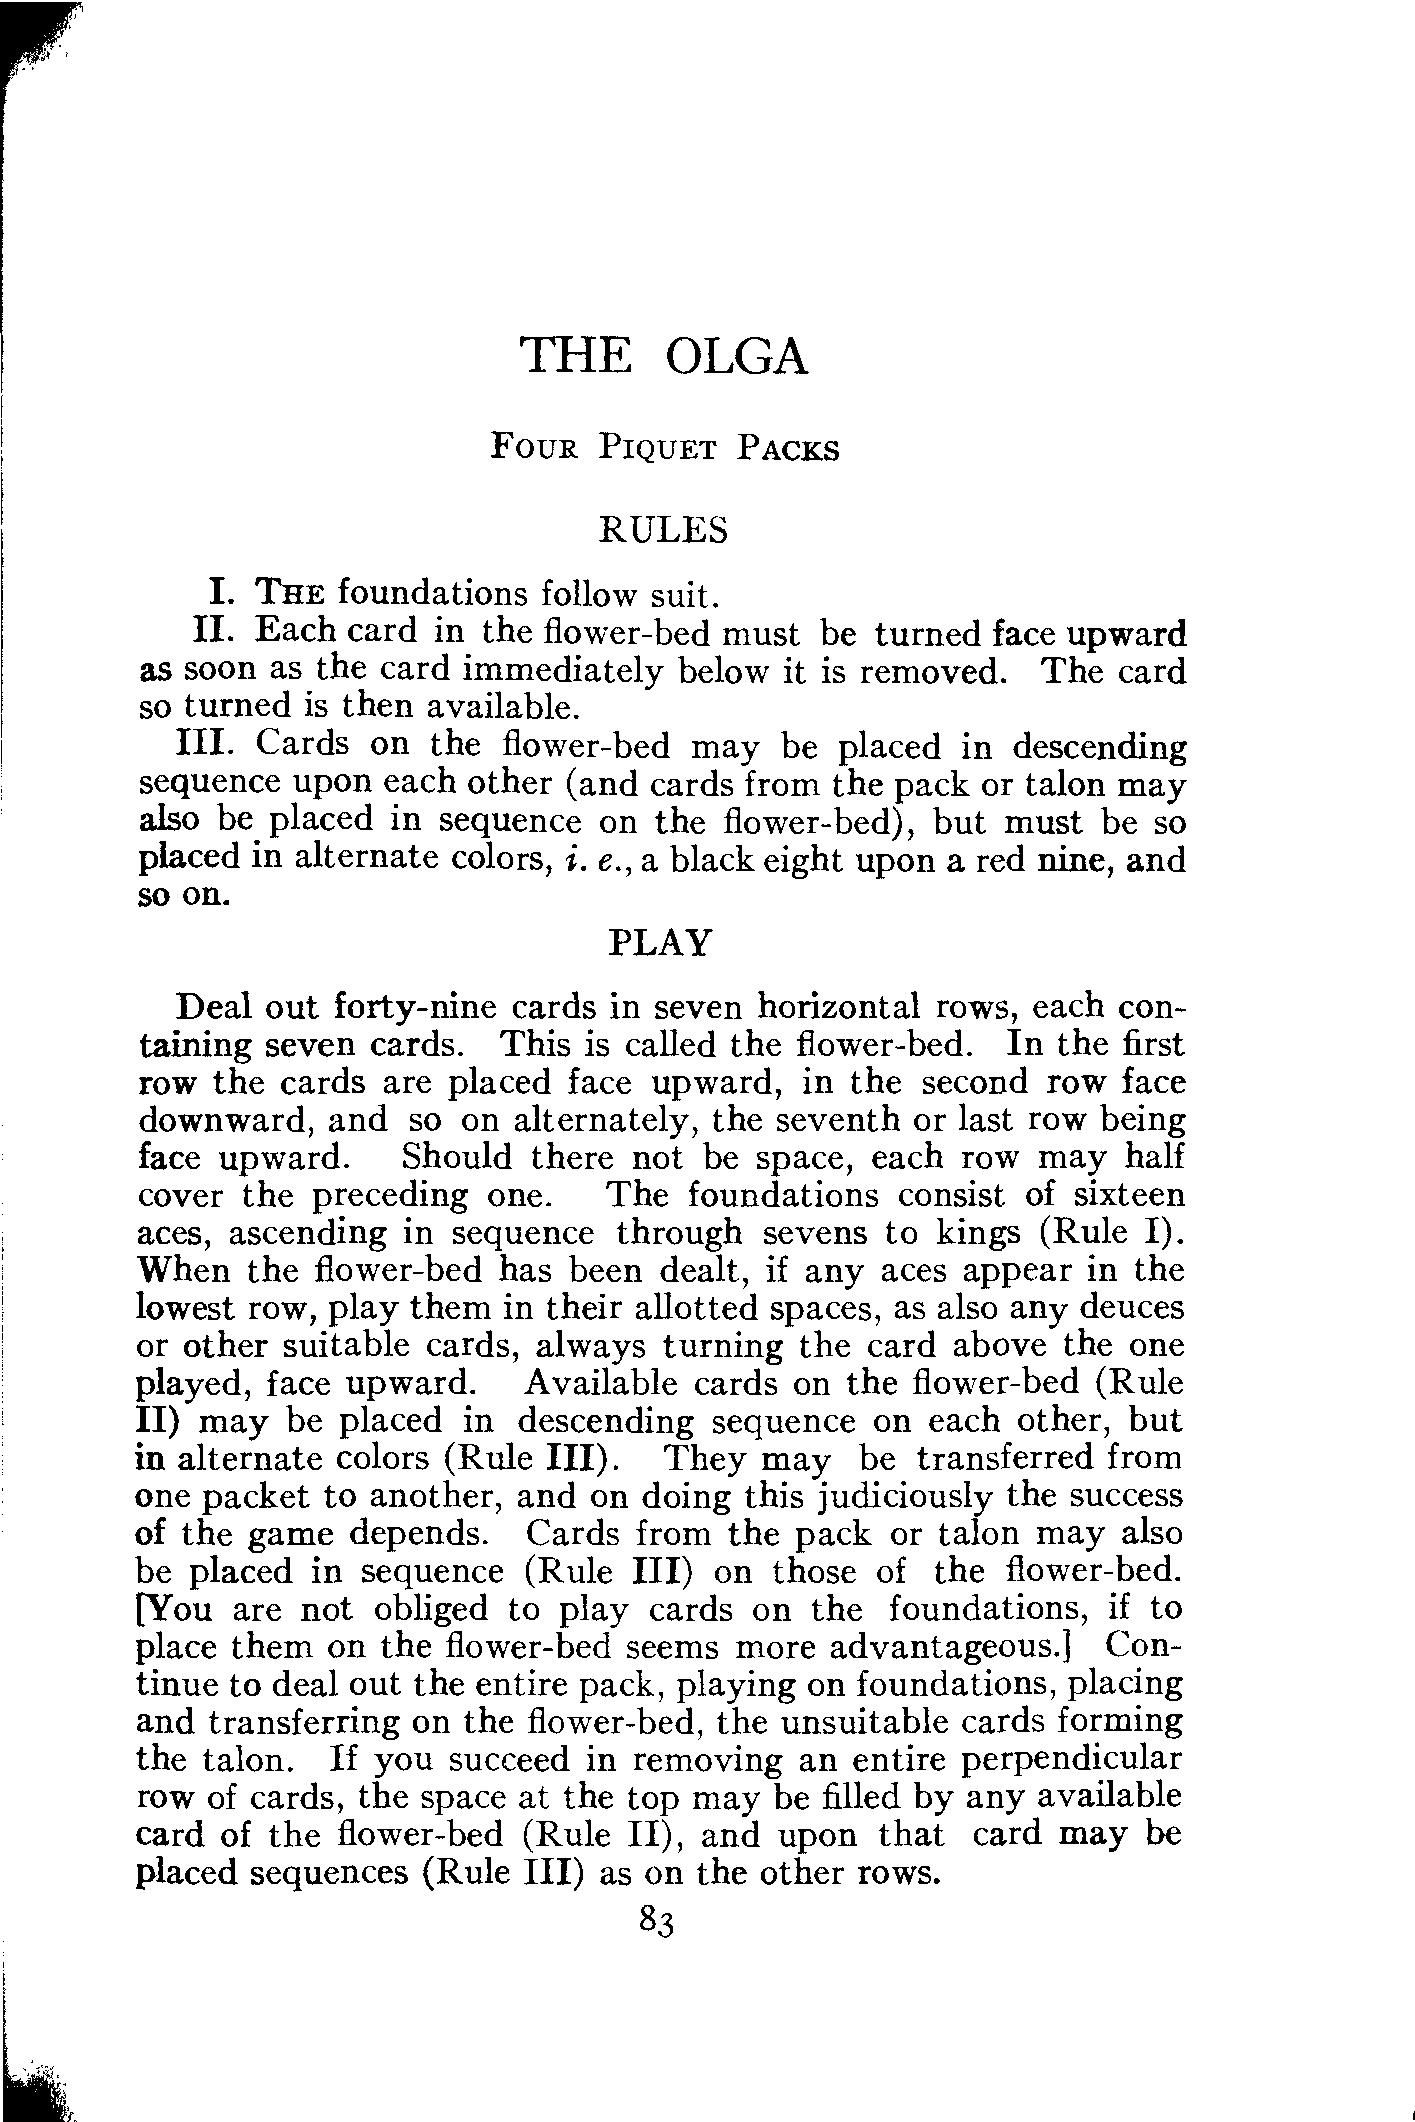 THE OLGA
FOUR PIQUET PACKS
RULES
I. THE foundations follow suit.
II. Each card in the flower-bed must be turned face upward
as soon as the card immediately below it is removed. The card
so turned is then available.
III. Cards on the flower-bed may be placed in descending
sequence upon each other (and cards from the pack or talon may
also be placed in sequence on the flower-bed), but must be so
placed in alternate colors, i. e., a black eight upon a red nine, and
so on.
PLAY
Deal out forty-nine cards in seven horizontal rows, each con-
taining seven cards. This is called the flower-bed. In the first
row the cards are placed face upward, in the second row face
downward, and so on alternately, the seventh or last row being
face upward. Should there not be space, each row may half
cover the preceding one. The foundations consist of sixteen
aces, ascending in sequence through sevens to kings (Rule I).
When the flower-bed has been dealt, if any aces appear in the
lowest row, play them in their allotted spaces, as also any deuces
or other suitable cards, always turning the card above the one
played, face upward. Available cards on the flower-bed (Rule
II) may be placed in descending sequence on each other, but
in alternate colors (Rule III). They may be transferred from
one packet to another, and on doing this judiciously the success
of the game depends. Cards from the pack or talon may also
be placed in sequence (Rule III) on those of the flower-bed.
[You are not obliged to play cards on the foundations, if to
place them on the flower-bed seems more advantageous.] Con-
tinue to deal out the entire pack, playing on foundations, placing
and transferring on the flower-bed, the unsuitable cards forming
the talon. If you succeed in removing an entire perpendicular
row of cards, the space at the top may be filled by any available
card of the flower-bed (Rule II), and upon that card may be
placed sequences (Rule III) as on the other rows.
83